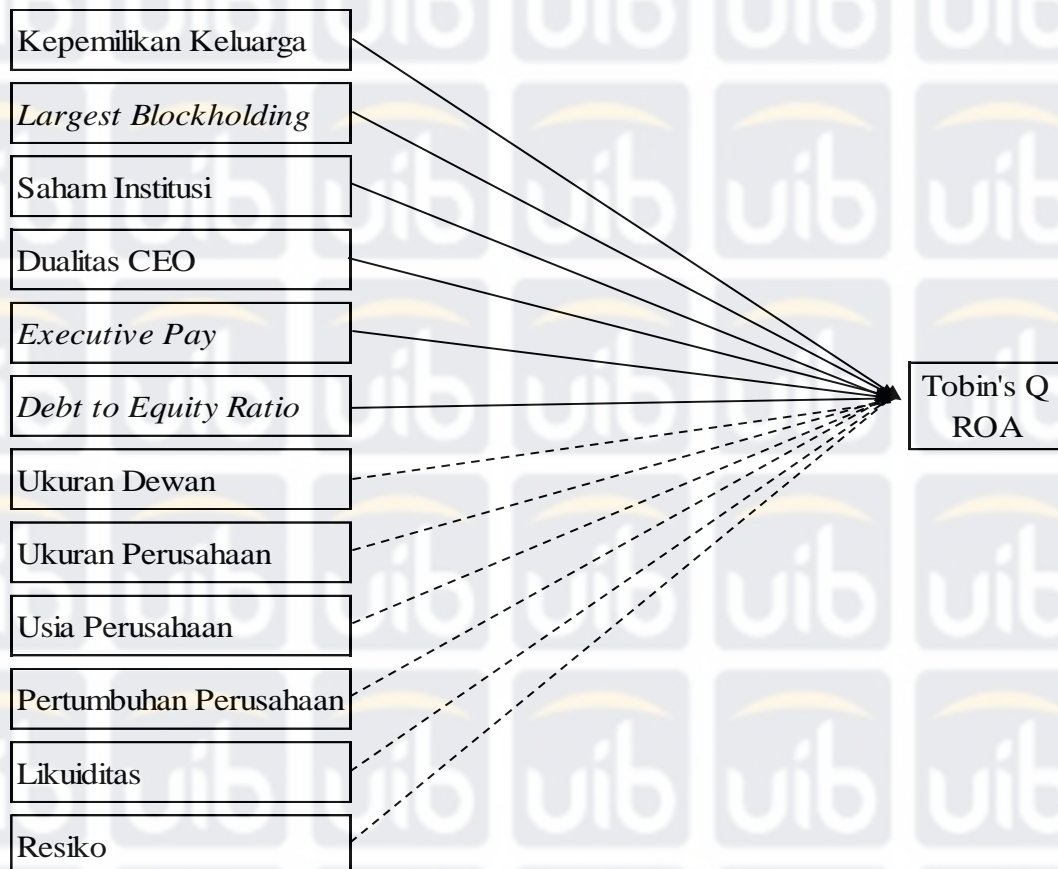 Kepemilikan Keluarga
Largest Blockholding
Saham Institusi
Dualitas CEO
Executive Pay
Debt to Equity Ratio
Tobin's Q
ROA
Ukuran Dewan
Ukuran Perusahaan
Usia Perusahaan
Pertumbuhan Perusahaan
Likuiditas
Resiko